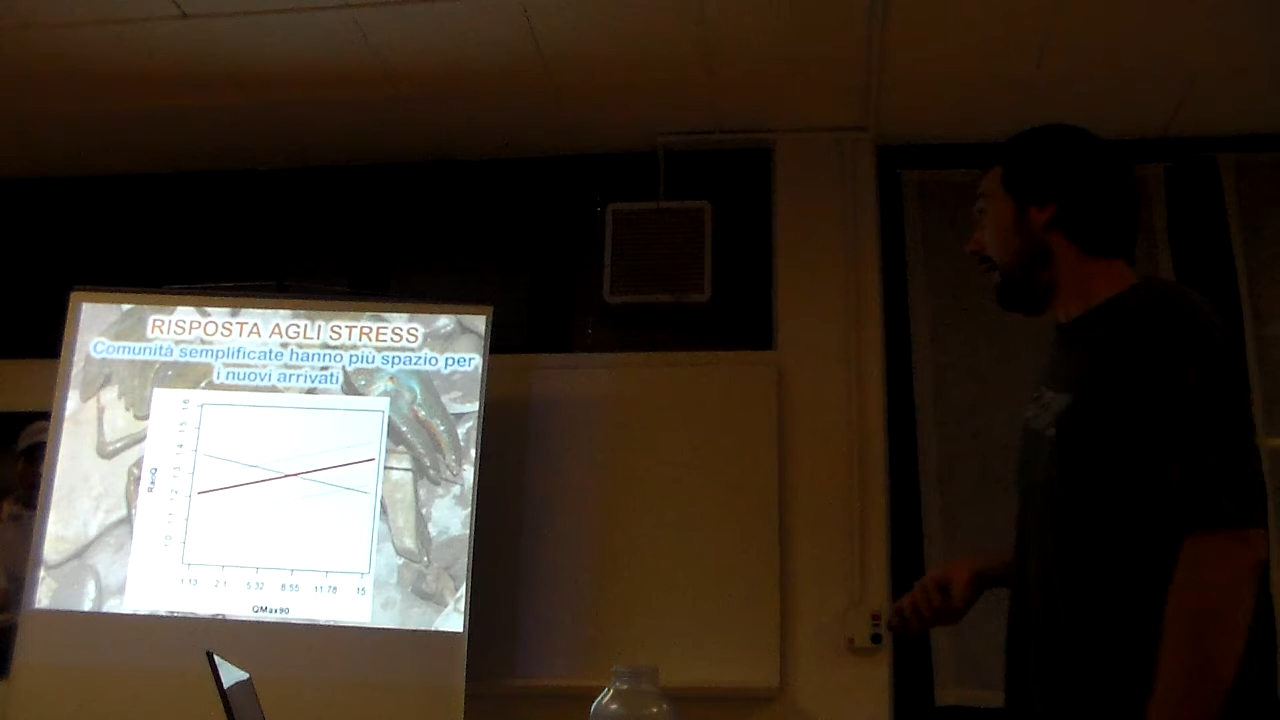 RISPOSTA AGLI STRESS
Comunità semplificate hanno più spazio per
i nuovi arrivati
RaoQ
16
15
14
13
12
11
10
1.13 2.1 5.32 8.55 11.78 15
QMax90